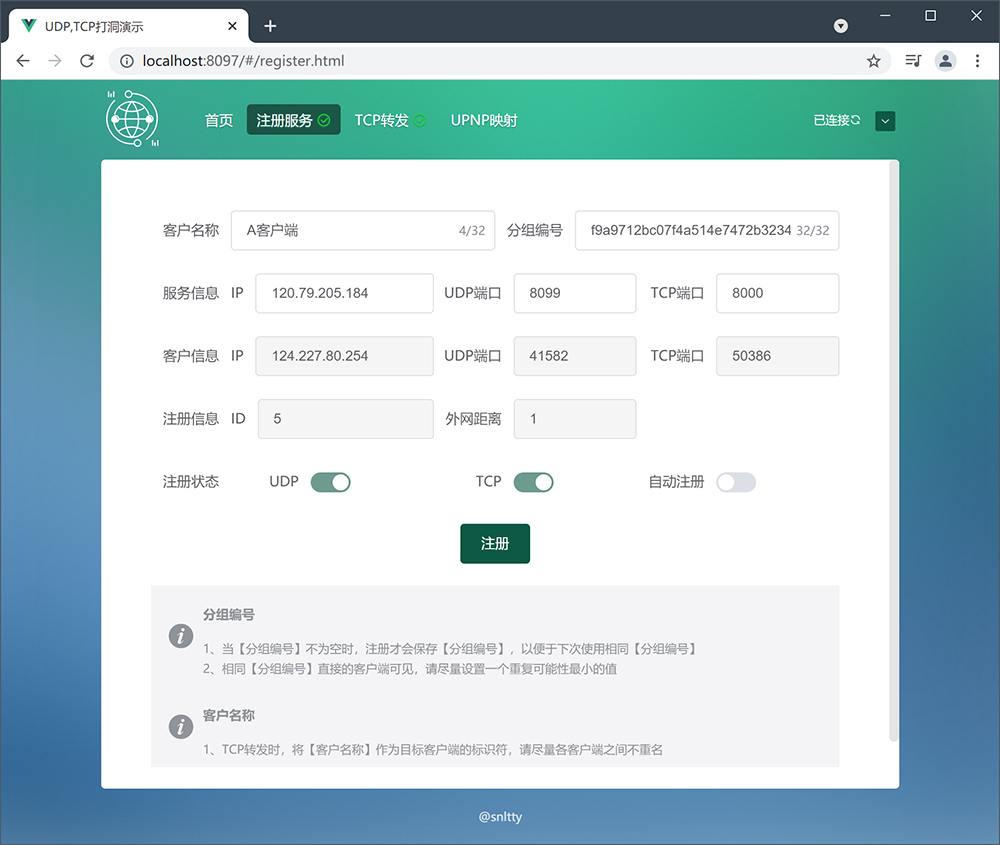 UDP,TCP打洞演示
localhost:8097/#/register.html
首页 注册服务 TCP转发 UPNP映射 已连接
客户名称 A客户端 4/32 分组编号 f9a9712bc07f4a514e7472b3234 32/32
服务信息 IP 120.79.205.184 UDP端口 8099 TCP端口 8000
客户信息 IP 124.227.80.254 UDP端口 41582 TCP端口 50386
注册信息 ID 5 外网距离 1
注册状态 UDP TCP 自动注册
注册
分组编号
1、当【分组编号】不为空时，注册才会保存【分组编号】，以便于下次使用相同【分组编号】
2、相同【分组编号】直接的客户端可见，请尽量设置一个重复可能性最小的值
客户名称
1、TCP转发时，将【客户名称】作为目标客户端的标识符，请尽量各客户端之间不重名
@snltty